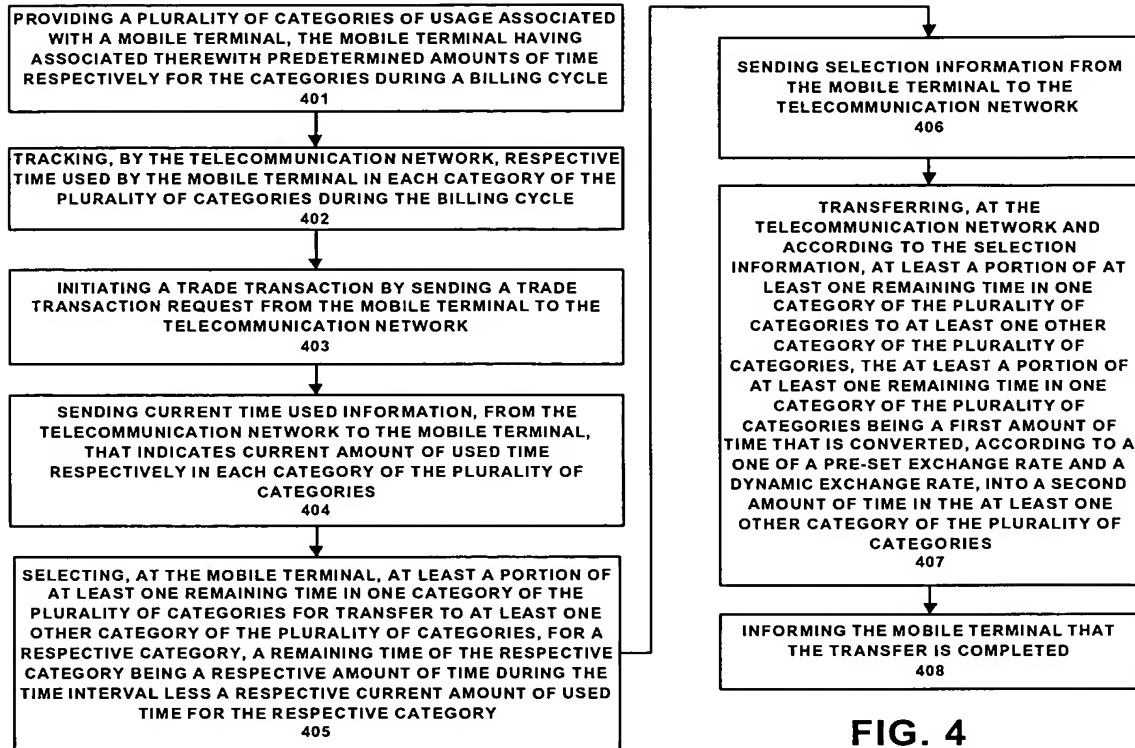 PROVIDING A PLURALITY OF CATEGORIES OF USAGE ASSOCIATED
WITH A MOBILE TERMINAL, THE MOBILE TERMINAL HAVING
ASSOCIATED THEREWITH PREDETERMINED AMOUNTS OF TIME
RESPECTIVELY FOR THE CATEGORIES DURING A BILLING CYCLE
401
TRACKING, BY THE TELECOMMUNICATION NETWORK, RESPECTIVE
TIME USED BY THE MOBILE TERMINAL IN EACH CATEGORY OF THE
PLURALITY OF CATEGORIES DURING THE BILLING CYCLE
402
INITIATING A TRADE TRANSACTION BY SENDING A TRADE
TRANSACTION REQUEST FROM THE MOBILE TERMINAL TO THE
TELECOMMUNICATION NETWORK
403
SENDING CURRENT TIME USED INFORMATION, FROM THE
TELECOMMUNICATION NETWORK TO THE MOBILE TERMINAL,
THAT INDICATES CURRENT AMOUNT OF USED TIME
RESPECTIVELY IN EACH CATEGORY OF THE PLURALITY OF
CATEGORIES
404
SELECTING, AT THE MOBILE TERMINAL, AT LEAST A PORTION OF
AT LEAST ONE REMAINING TIME IN ONE CATEGORY OF THE
PLURALITY OF CATEGORIES FOR TRANSFER TO AT LEAST ONE
OTHER CATEGORY OF THE PLURALITY OF CATEGORIES, FOR A
RESPECTIVE CATEGORY, A REMAINING TIME OF THE RESPECTIVE
CATEGORY BEING A RESPECTIVE AMOUNT OF TIME DURING THE
TIME INTERVAL LESS A RESPECTIVE CURRENT AMOUNT OF USED
TIME FOR THE RESPECTIVE CATEGORY
405
SENDING SELECTION INFORMATION FROM
THE MOBILE TERMINAL TO THE
TELECOMMUNICATION NETWORK
406
TRANSFERRING, AT THE
TELECOMMUNICATION NETWORK AND
ACCORDING TO THE SELECTION
INFORMATION, AT LEAST A PORTION OF AT
LEAST ONE REMAINING TIME IN ONE
CATEGORY OF THE PLURALITY OF
CATEGORIES TO AT LEAST ONE OTHER
CATEGORY OF THE PLURALITY OF
CATEGORIES, THE AT LEAST A PORTION OF
AT LEAST ONE REMAINING TIME IN ONE
CATEGORY OF THE PLURALITY OF
CATEGORIES BEING A FIRST AMOUNT OF
TIME THAT IS CONVERTED, ACCORDING TO A
ONE OF A PRE-SET EXCHANGE RATE AND A
DYNAMIC EXCHANGE RATE, INTO A SECOND
AMOUNT OF TIME IN THE AT LEAST ONE
OTHER CATEGORY OF THE PLURALITY OF
CATEGORIES
407
INFORMING THE MOBILE TERMINAL THAT
THE TRANSFER IS COMPLETED
408
FIG. 4